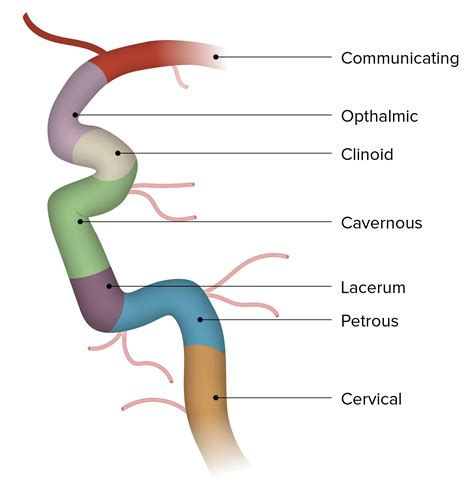 Communicating
Opthalmic
Clinoid
Cavernous
Lacerum
Petrous
Cervical